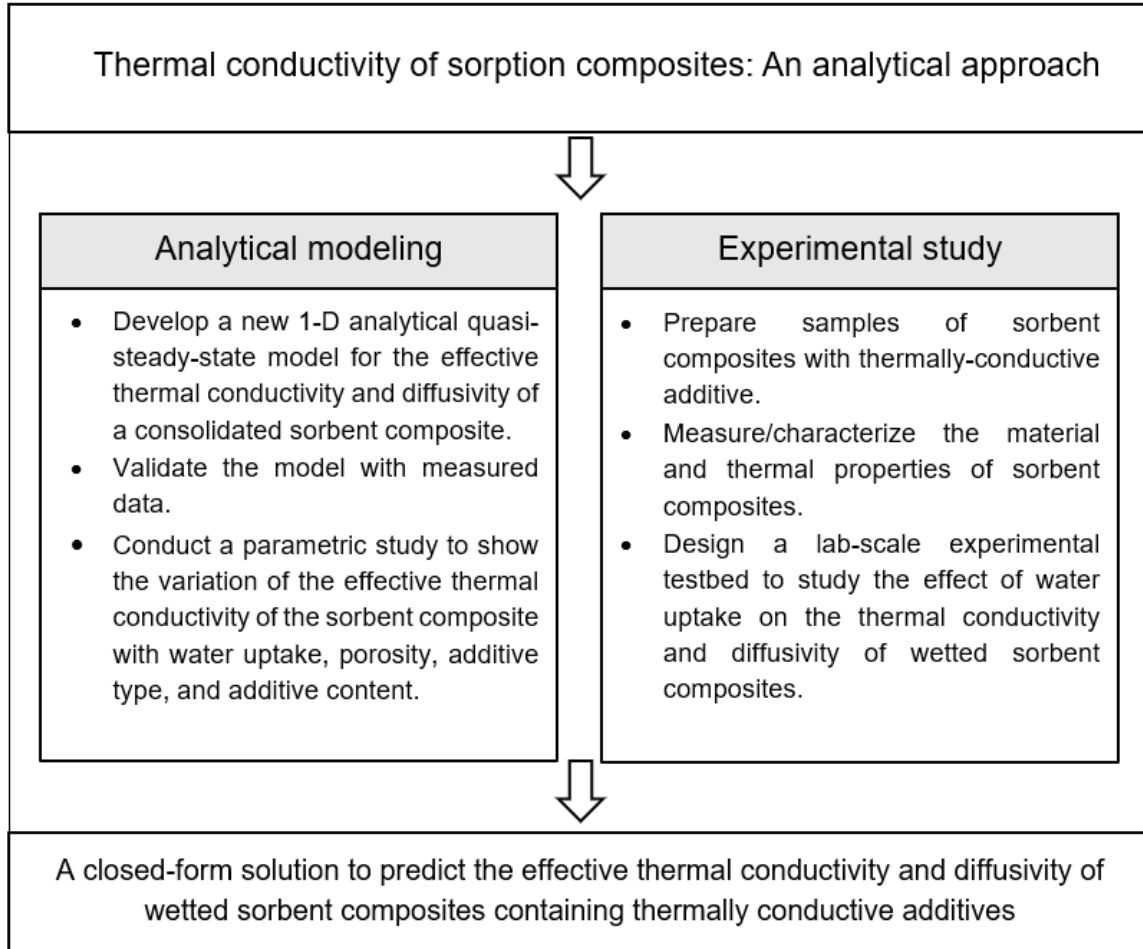 Thermal conductivity of sorption composites: An analytical approach
Analytical modeling
• Develop a new 1-D analytical quasi-
steady-state model for the effective
thermal conductivity and diffusivity of
a consolidated sorbent composite.
• Validate the model with measured
data.
• Conduct a parametric study to show
the variation of the effective thermal
conductivity of the sorbent composite
with water uptake, porosity, additive
type, and additive content.
Experimental study
• Prepare samples of sorbent
composites with thermally-conductive
additive.
• Measure/characterize the material
and thermal properties of sorbent
composites.
• Design a lab-scale experimental
testbed to study the effect of water
uptake on the thermal conductivity
and diffusivity of wetted sorbent
composites.
A closed-form solution to predict the effective thermal conductivity and diffusivity of
wetted sorbent composites containing thermally conductive additives